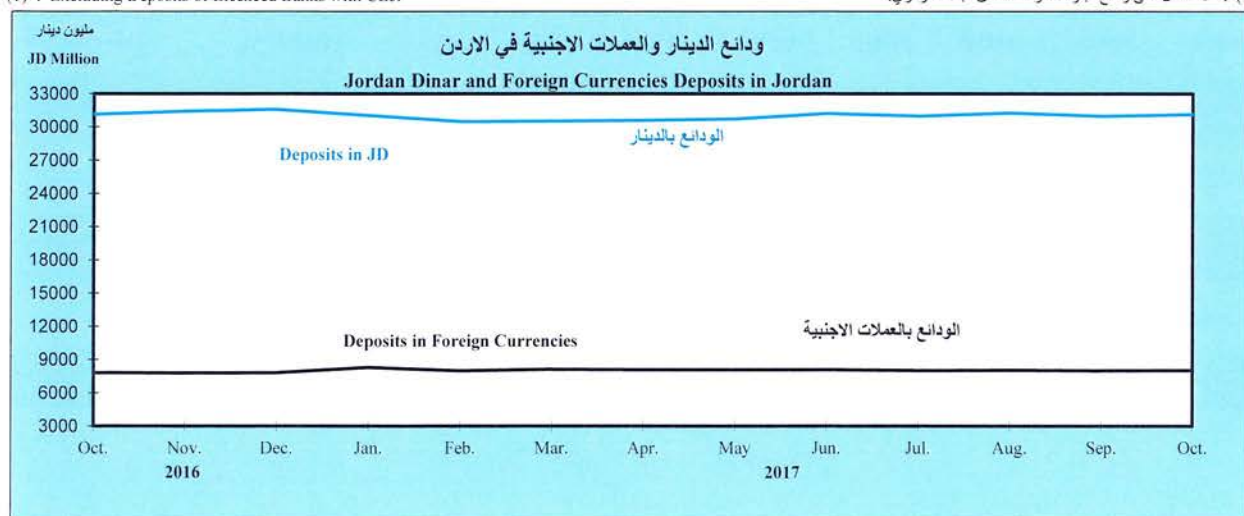 مليون دينار
JD Million
ودائع الدينار والعملات الاجنبية في الاردن
Jordan Dinar and Foreign Currencies Deposits in Jordan
33000
30000
27000
24000
21000
18000
15000
12000
9000
6000
3000
الودائع بالدينار
Deposits in JD
الودائع بالعملات الاجنبية
Deposits in Foreign Currencies
Oct. Nov. Dec. Jan. Feb. Mar. Apr. May Jun. Jul. Aug. Sep. Oct.
2016 2017